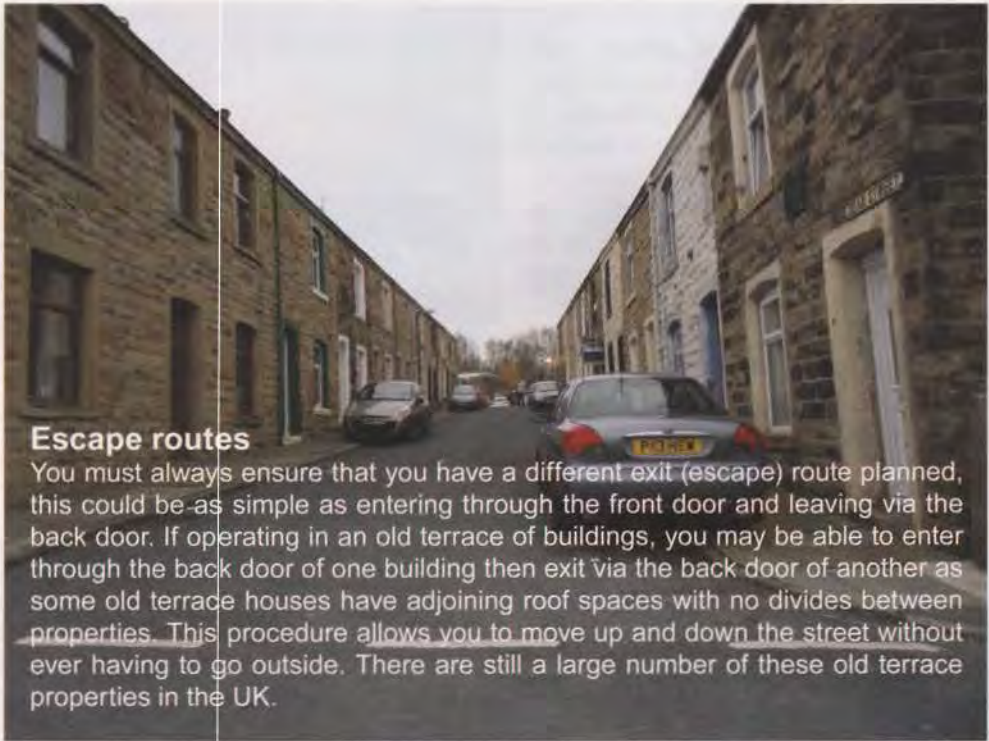 Escape routes
You must always ensure that you have a different exit (escape) route planned,
this could be as simple as entering through the front door and leaving via the
back door. If operating in an old terrace of buildings, you may be able to enter
through the back door of one building then exit via the back door of another as
some old terrace houses have adjoining roof spaces with no divides between
properties. This procedure allows you to move up and down the street without
ever having to go outside. There are still a large number of these old terrace
properties in the UK.